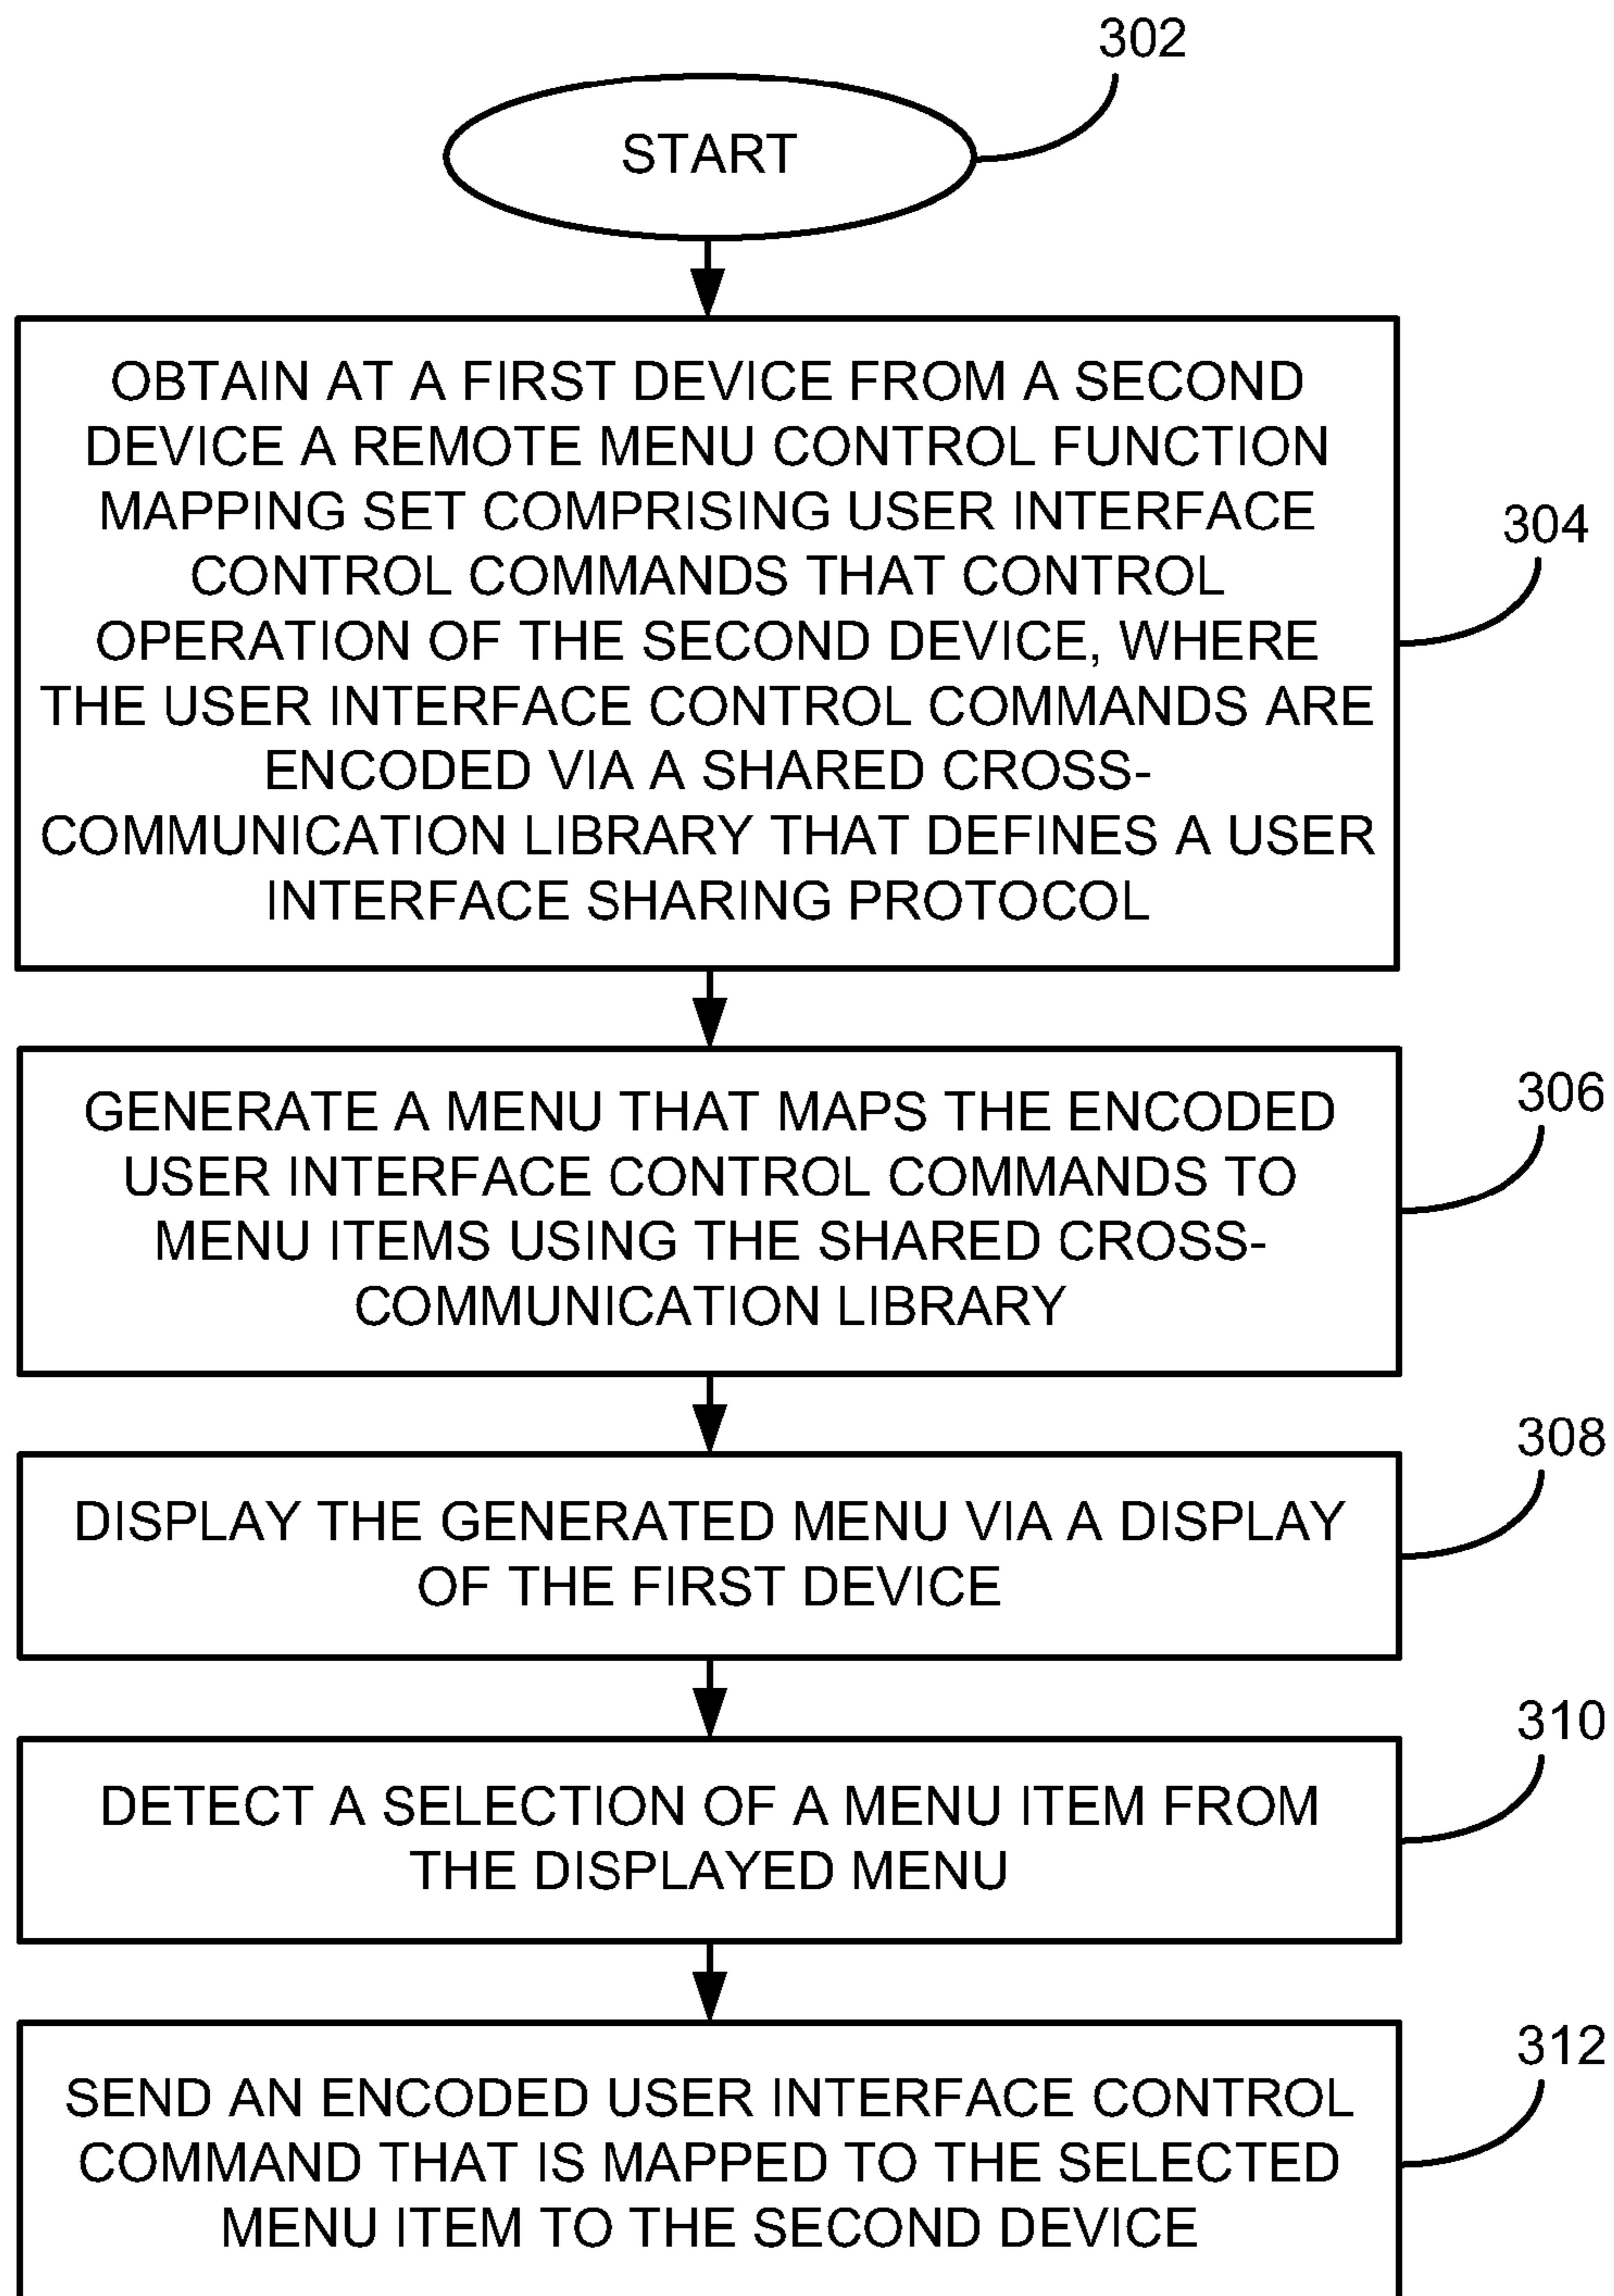 302
START
OBTAIN AT A FIRST DEVICE FROM A SECOND
DEVICE A REMOTE MENU CONTROL FUNCTION
MAPPING SET COMPRISING USER INTERFACE
CONTROL COMMANDS THAT CONTROL
OPERATION OF THE SECOND DEVICE, WHERE
THE USER INTERFACE CONTROL COMMANDS ARE
ENCODED VIA A SHARED CROSS-
COMMUNICATION LIBRARY THAT DEFINES A USER
INTERFACE SHARING PROTOCOL
304
GENERATE A MENU THAT MAPS THE ENCODED
USER INTERFACE CONTROL COMMANDS TO
MENU ITEMS USING THE SHARED CROSS-
COMMUNICATION LIBRARY
306
DISPLAY THE GENERATED MENU VIA A DISPLAY
OF THE FIRST DEVICE
308
DETECT A SELECTION OF A MENU ITEM FROM
THE DISPLAYED MENU
310
SEND AN ENCODED USER INTERFACE CONTROL
COMMAND THAT IS MAPPED TO THE SELECTED
MENU ITEM TO THE SECOND DEVICE
312